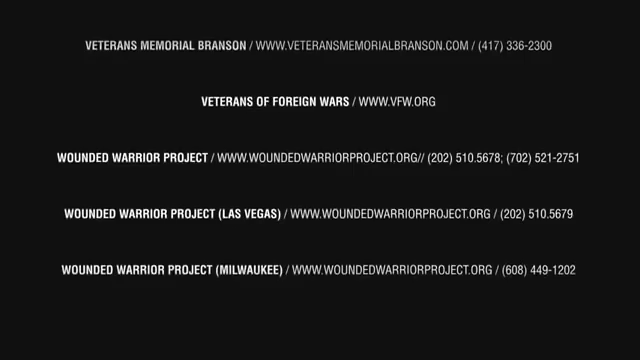 VETERANS MEMORIAL BRANSON / WWW.VETERANSMEMORIALBRANSON.COM / (417) 336-2300
VETERANS OF FOREIGN WARS / WWW.VFW.ORG
WOUNDED WARRIOR PROJECT / WWW.WOUNDEDWARRIORPROJECT.ORG// (202) 510.5678; (702) 521-2751
WOUNDED WARRIOR PROJECT (LAS VEGAS) / WWW.WOUNDEDWARRIORPROJECT.ORG / (202) 510.5679
WOUNDED WARRIOR PROJECT (MILWAUKEE) / WWW.WOUNDEDWARRIORPROJECT.ORG / (608) 449-1202